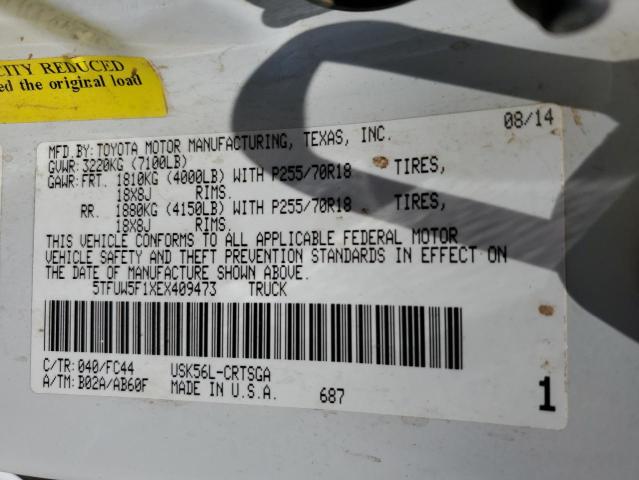 CITY REDUCED
ed the original load
MFD.BY:TOYOTA MOTOR MANUFACTURING, TEXAS, INC. 08/14
GVWR:3220KG (7100LB)
GAWR:FRT. 1810KG (4000LB) WITH P255/70R18 TIRES,
18X8J RIMS.
RR. 1880KG (4150LB) WITH P255/70R18 TIRES,
18X8J RIMS.
THIS VEHICLE CONFORMS TO ALL APPLICABLE FEDERAL MOTOR
VEHICLE SAFETY AND THEFT PREVENTION STANDARDS IN EFFECT ON
THE DATE OF MANUFACTURE SHOWN ABOVE.
5TFUW5F1XEX409473 TRUCK
C/TR:040/FC44 USK56L-CRTSGA
A/TM:B02A/AB60F MADE IN U.S.A. 687 1